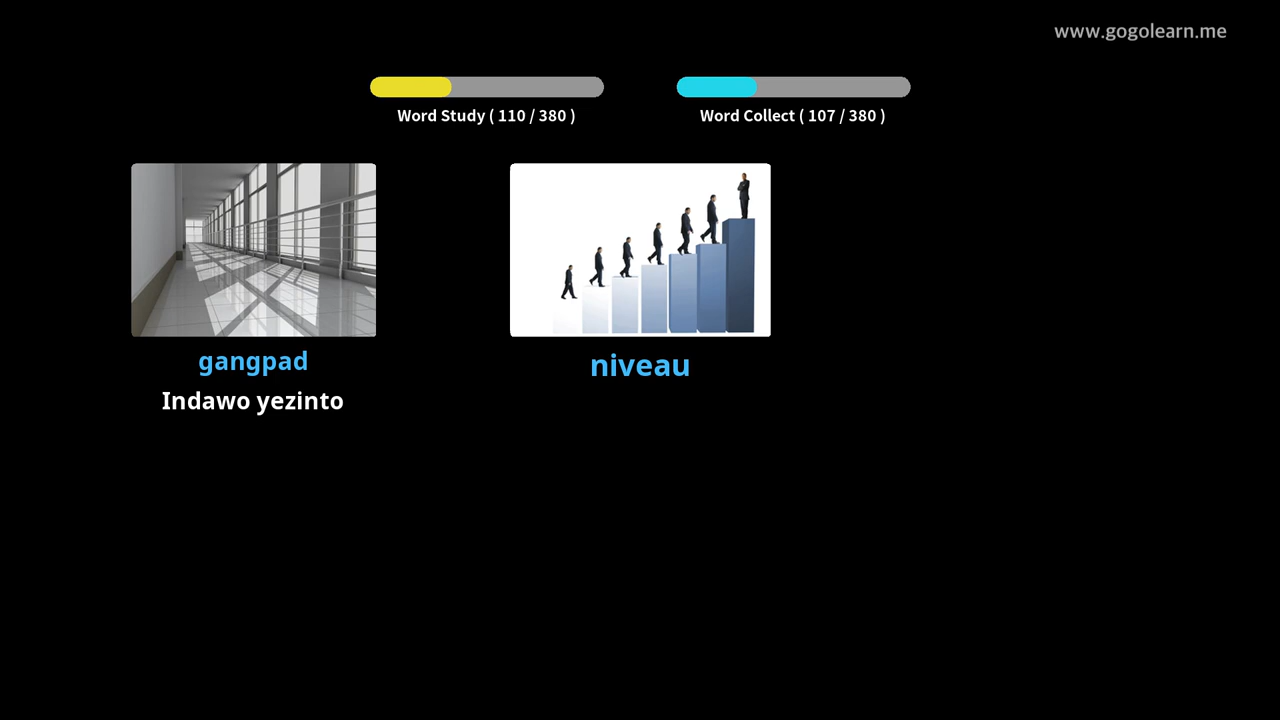 www.gogolearn.me
Word Study ( 110 / 380 )
Word Collect ( 107 / 380 )
gangpad
niveau
Indawo yezinto